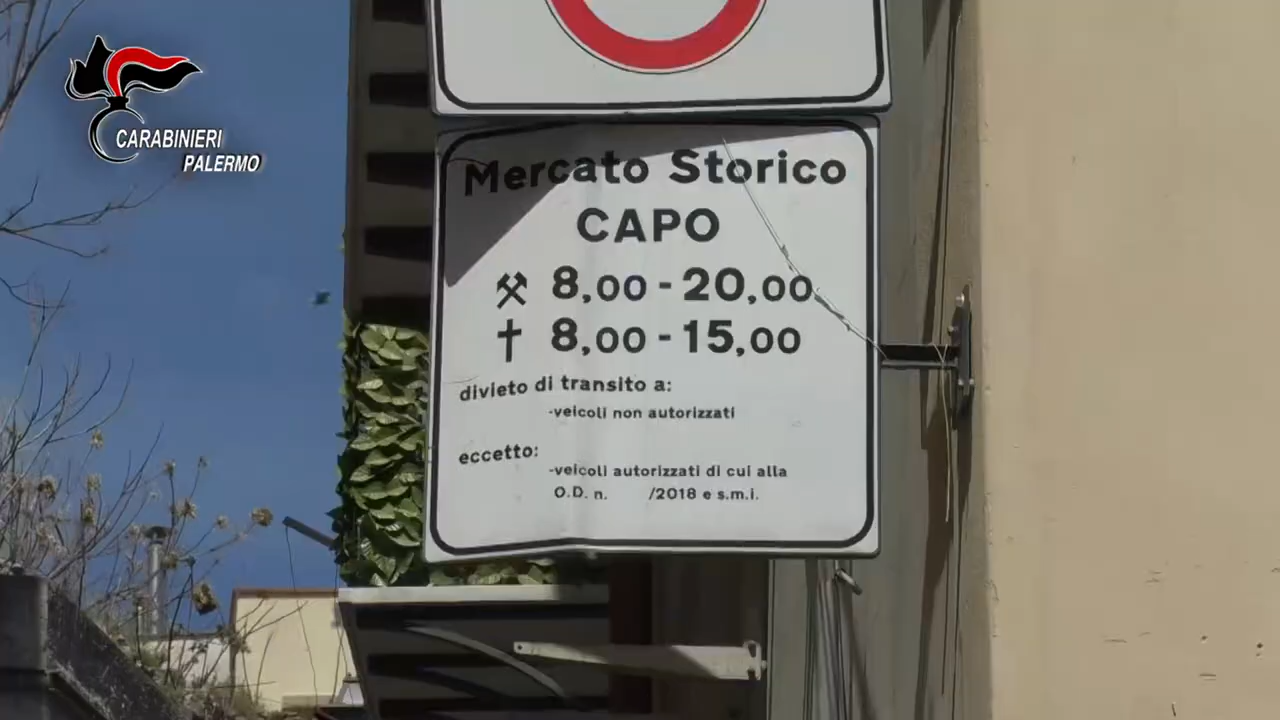 CARABINIERI
PALERMO
Mercato Storico
CAPO
8,00 - 20,00
8,00 - 15,00
divieto di transito a:
-veicoli non autorizzati
eccetto:
-veicoli autorizzati di cui alla
O.D. n. /2018 e s.m.i.